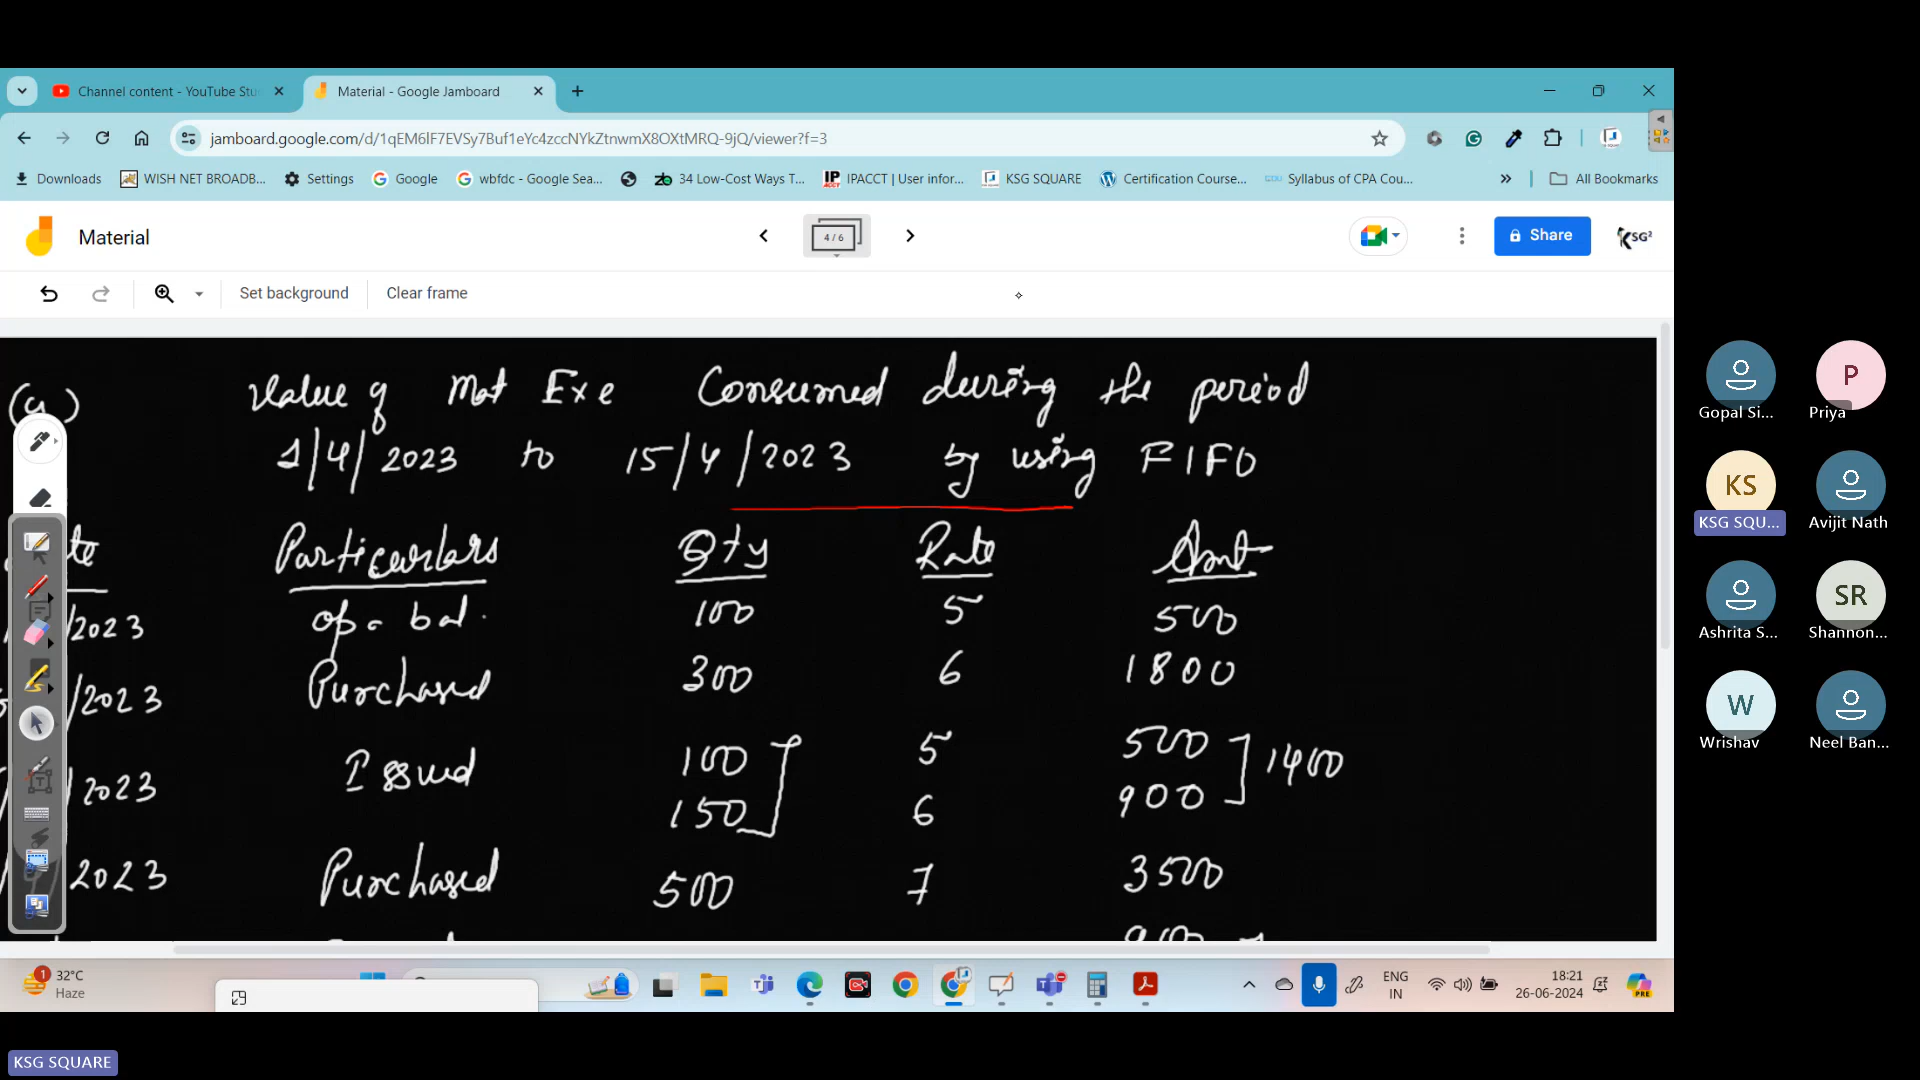 Channel content - YouTube Stu
Material - Google Jamboard
jamboard.google.com/d/1qEM6lF7EVSy7Buf1eYc4zccNYkZtnwmX8OXtMRQ-9jQ/viewer?f=3
Downloads WISH NET BROADB... Settings Google wbfdc - Google Sea... 34 Low-Cost Ways T... IPACCT | User infor... KSG SQUARE Certification Course... Syllabus of CPA Cou... » All Bookmarks
Material 4 / 6 Share KSG²
Set background Clear frame
(a) Value of Mat Exe Consumed during the period
1/4/2023 to 15/4/2023 by using FIFO
te Particulars Qty Rate Amt
/2023 op. bal. 100 5 500
/2023 Purchased 300 6 1800
/2023 Issued 100 5 500
150 6 900
1400
2023 Purchased 500 7 3500
Gopal Si... Priya
KS
KSG SQU... Avijit Nath
SR
Ashrita S... Shannon...
W
Wrishav Neel Ban...
P
1 32°C
Haze
ENG
IN
18:21
26-06-2024
PRE
KSG SQUARE